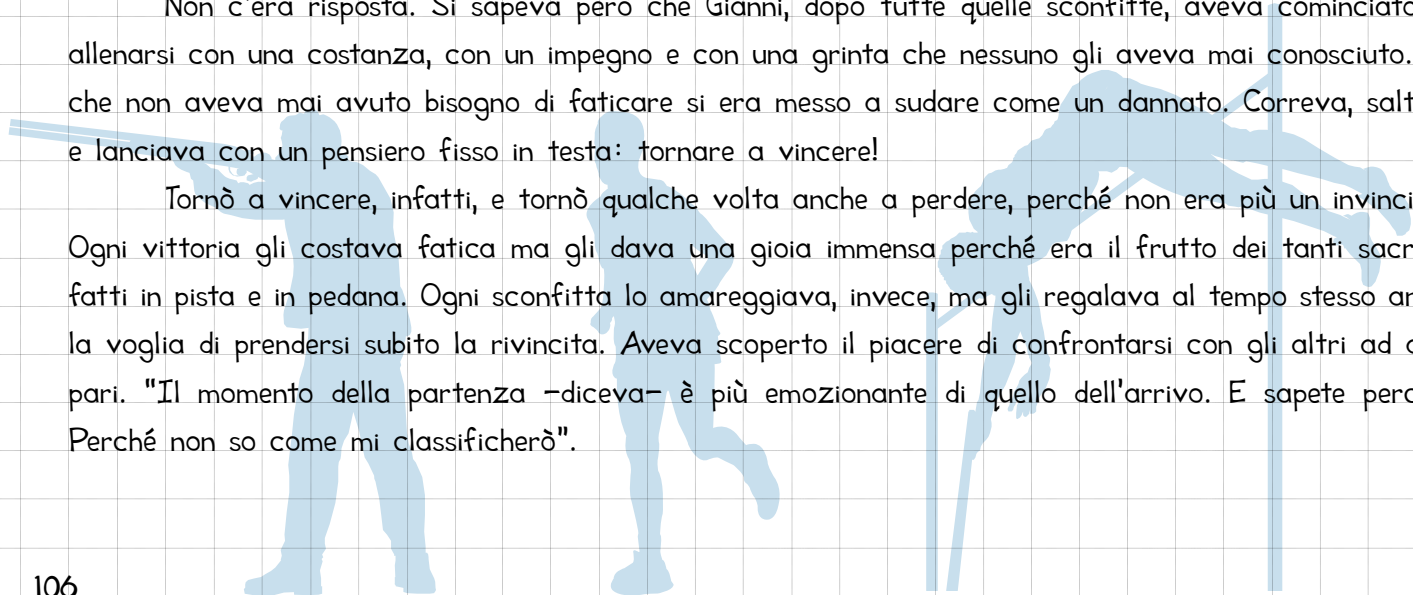 Non c'era risposta. Si sapeva però che Gianni, dopo tutte quelle sconfitte, aveva cominciato
allenarsi con una costanza, con un impegno e con una grinta che nessuno gli aveva mai conosciuto.
che non aveva mai avuto bisogno di faticare si era messo a sudare come un dannato. Correva, salt
e lanciava con un pensiero fisso in testa: tornare a vincere!
Tornò a vincere, infatti, e tornò qualche volta anche a perdere, perché non era più un invinci
Ogni vittoria gli costava fatica ma gli dava una gioia immensa perché era il frutto dei tanti sacr
fatti in pista e in pedana. Ogni sconfitta lo amareggiava, invece, ma gli regalava al tempo stesso an
la voglia di prendersi subito la rivincita. Aveva scoperto il piacere di confrontarsi con gli altri ad
pari. "Il momento della partenza –diceva– è più emozionante di quello dell'arrivo. E sapete perc
Perché non so come mi classificherò".
106